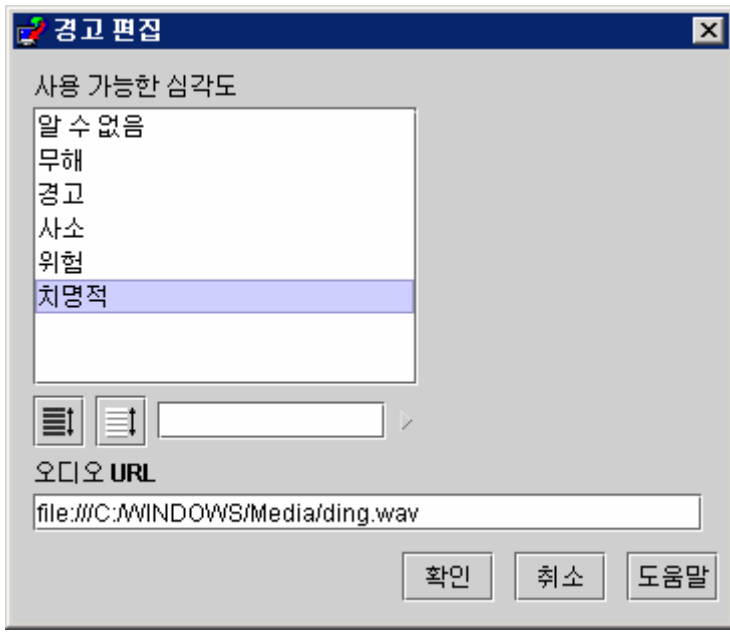 경고 편집
사용 가능한 심각도
알 수 없음
무해
경고
사소
위험
치명적
오디오 URL
file:///C:/WINDOWS/Media/ding.wav
확인 취소 도움말